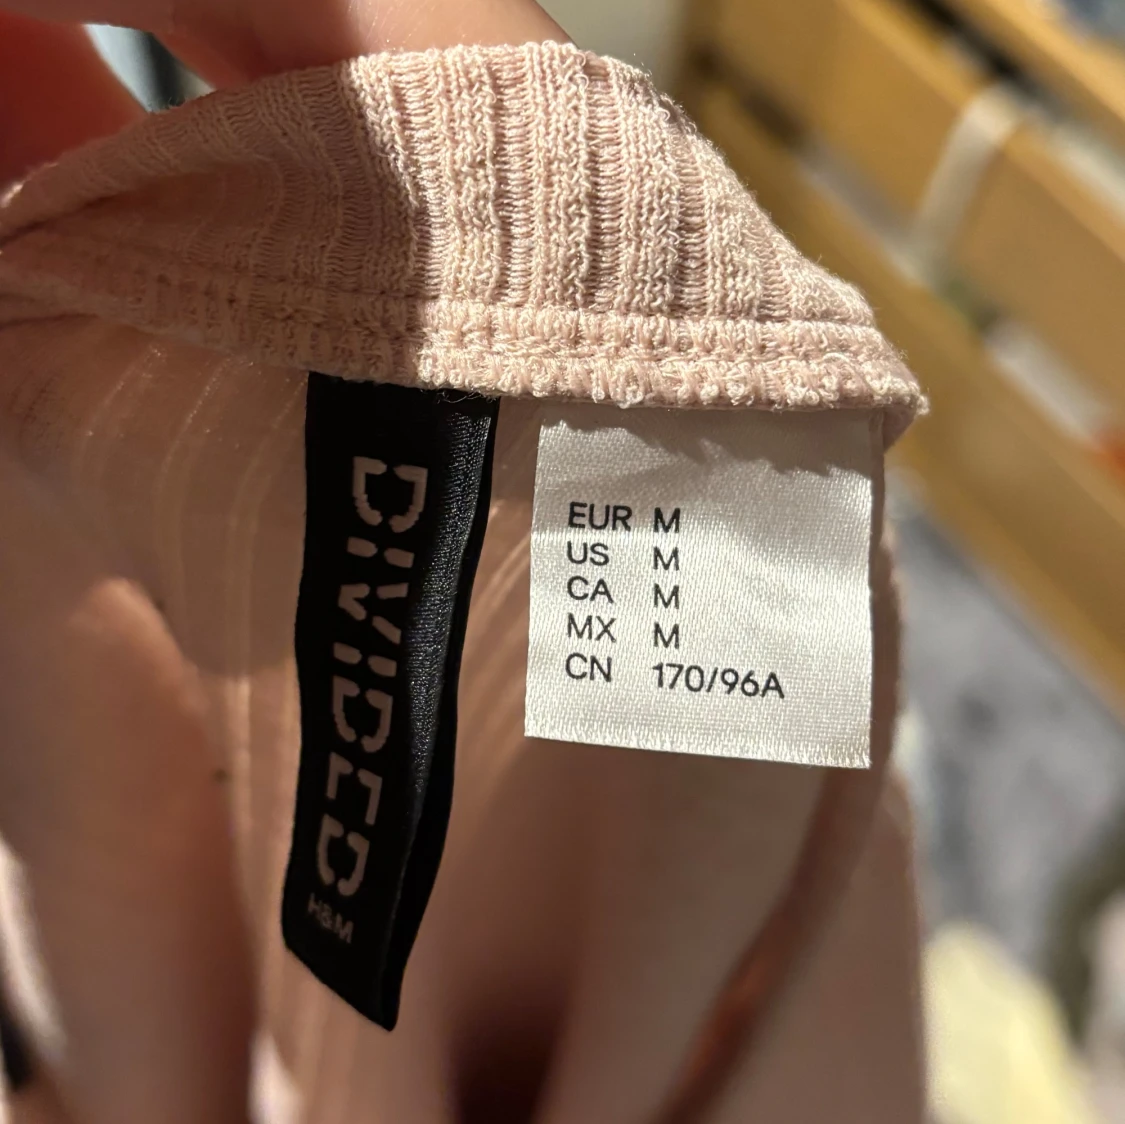 DIVIDED
H&M
EUR M
US M
CA M
MX M
CN 170/96A